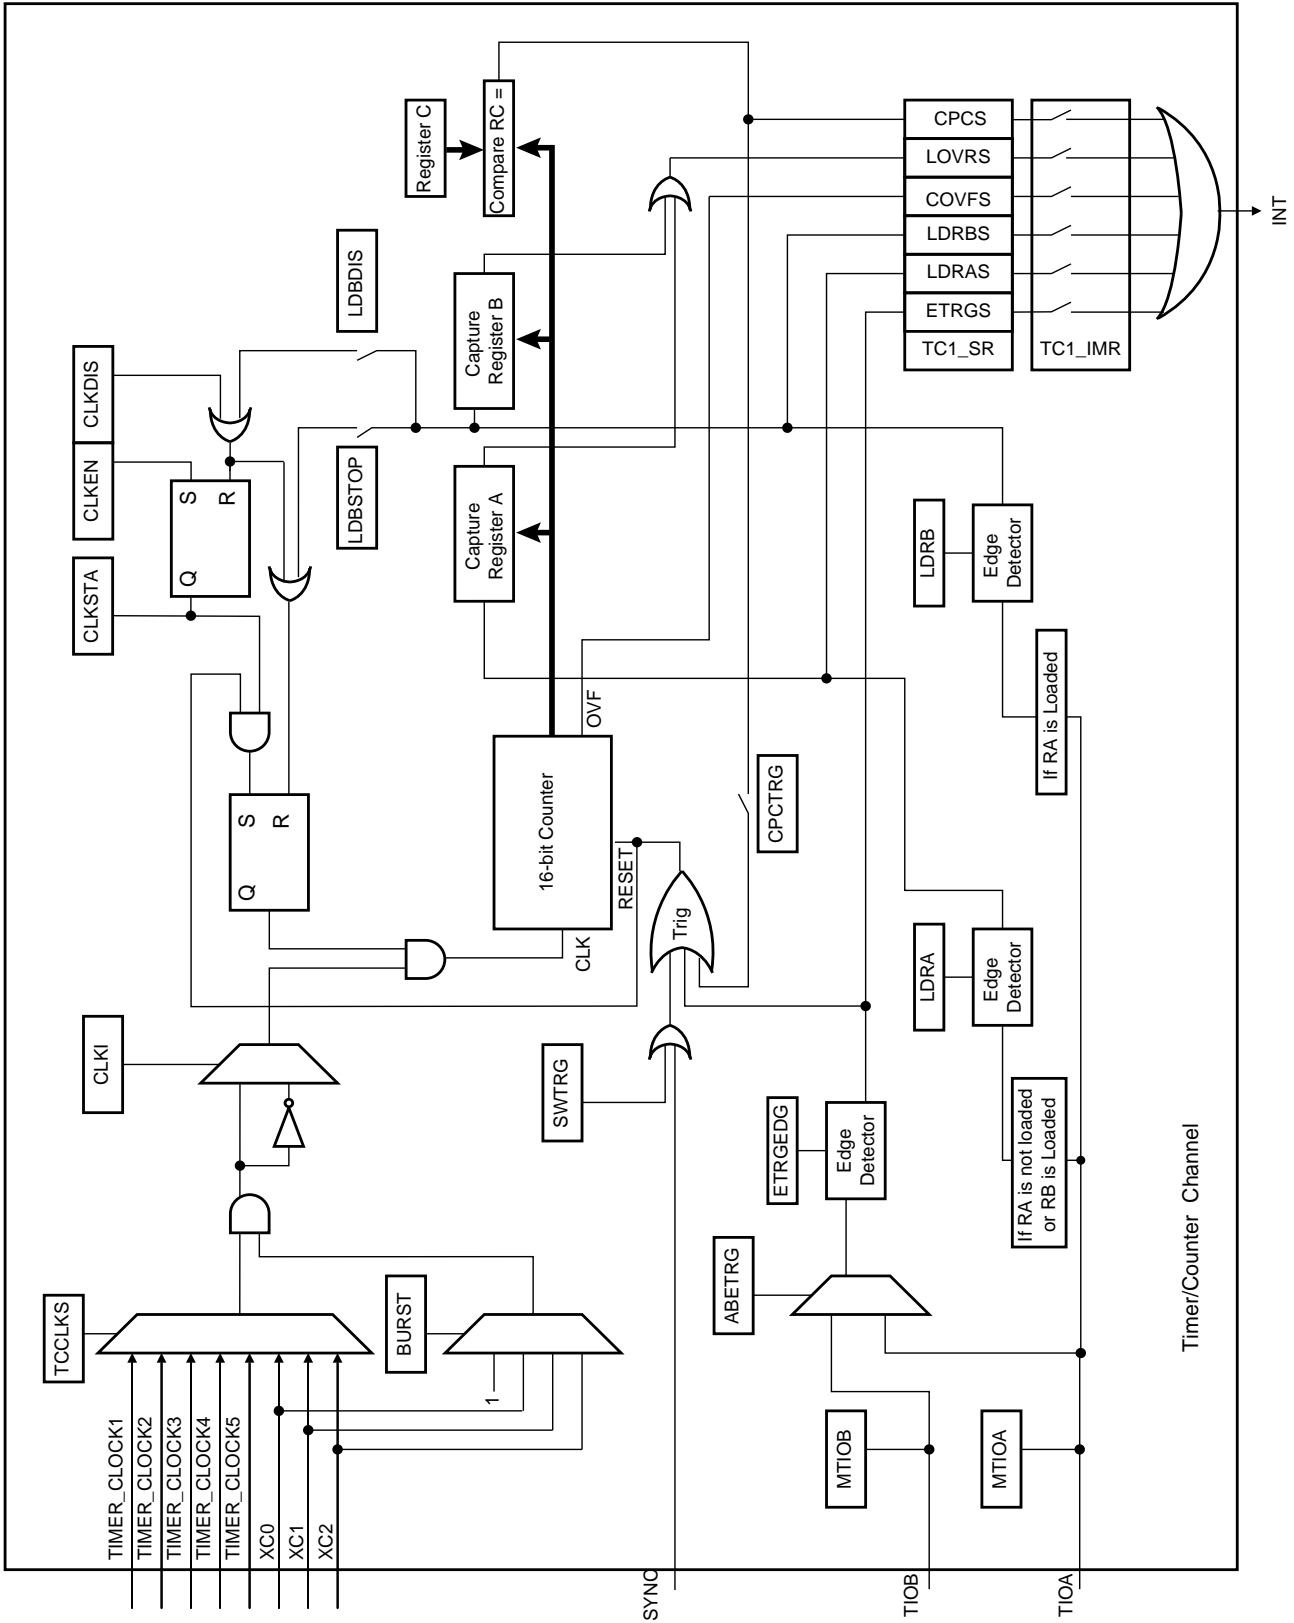 TCCLKS
TIMER_CLOCK1
TIMER_CLOCK2
TIMER_CLOCK3
TIMER_CLOCK4
TIMER_CLOCK5
XC0
XC1
XC2
CLKI
BURST
1
CLKSTA
CLKEN
CLKDIS
Q
S
R
Q
S
R
LDBSTOP
LDBDIS
Register C
Capture
Register A
Capture
Register B
Compare RC =
16-bit Counter
CLK
OVF
RESET
SWTRG
Trig
SYNC
CPCTRG
ABETRG
ETRGEDG
Edge
Detector
MTIOB
TIOB
MTIOA
TIOA
LDRA
Edge
Detector
If RA is not loaded
or RB is Loaded
LDRB
Edge
Detector
If RA is Loaded
CPCS
LOVRS
COVFS
LDRBS
LDRAS
ETRGS
TC1_SR
TC1_IMR
INT
Timer/Counter Channel